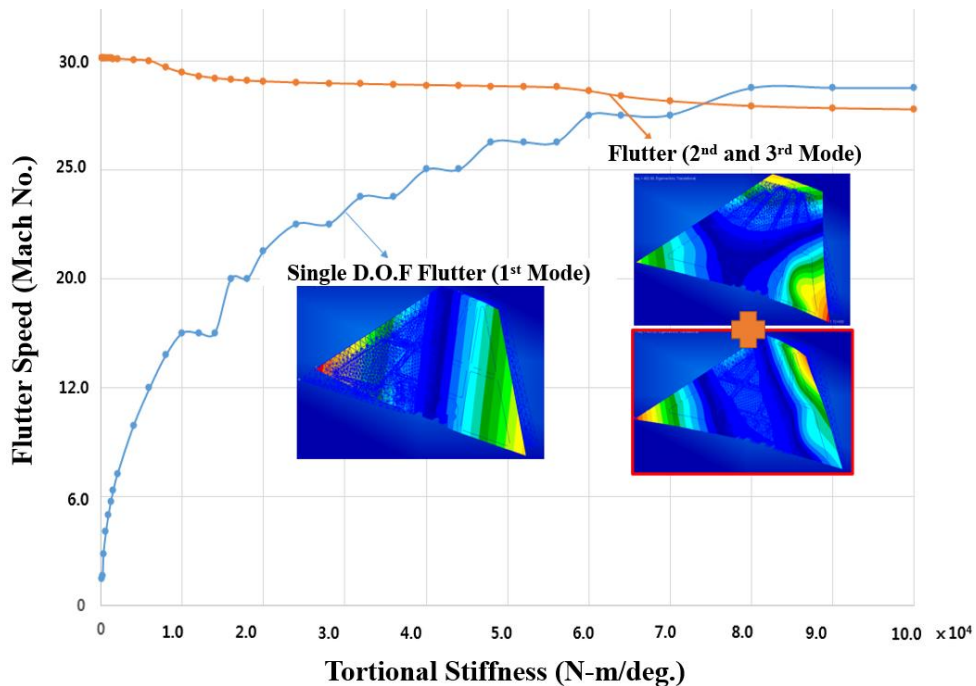 30.0
25.0
20.0
12.0
6.0
0
Flutter Speed (Mach No.)
Flutter (2nd and 3rd Mode)
Single D.O.F Flutter (1st Mode)
0 1.0 2.0 3.0 4.0 5.0 6.0 7.0 8.0 9.0 10.0 ×10⁴
Tortional Stiffness (N-m/deg.)